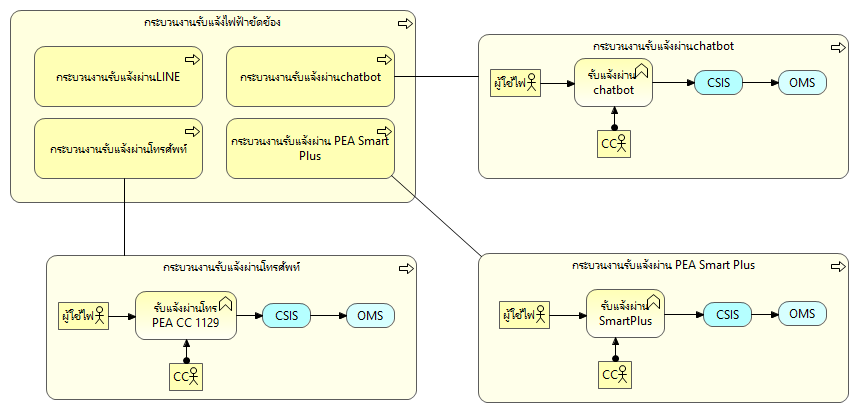 กระบวนงานรับแจ้งไฟฟ้าขัดข้อง
กระบวนงานรับแจ้งผ่านLINE
กระบวนงานรับแจ้งผ่านchatbot
กระบวนงานรับแจ้งผ่านโทรศัพท์
กระบวนงานรับแจ้งผ่าน PEA Smart
Plus
กระบวนงานรับแจ้งผ่านchatbot
ผู้ใช้ไฟ
รับแจ้งผ่าน
chatbot
CSIS
OMS
CC
กระบวนงานรับแจ้งผ่านโทรศัพท์
ผู้ใช้ไฟ
รับแจ้งผ่านโทร
PEA CC 1129
CSIS
OMS
CC
กระบวนงานรับแจ้งผ่าน PEA Smart Plus
ผู้ใช้ไฟ
รับแจ้งผ่าน
SmartPlus
CSIS
OMS
CC